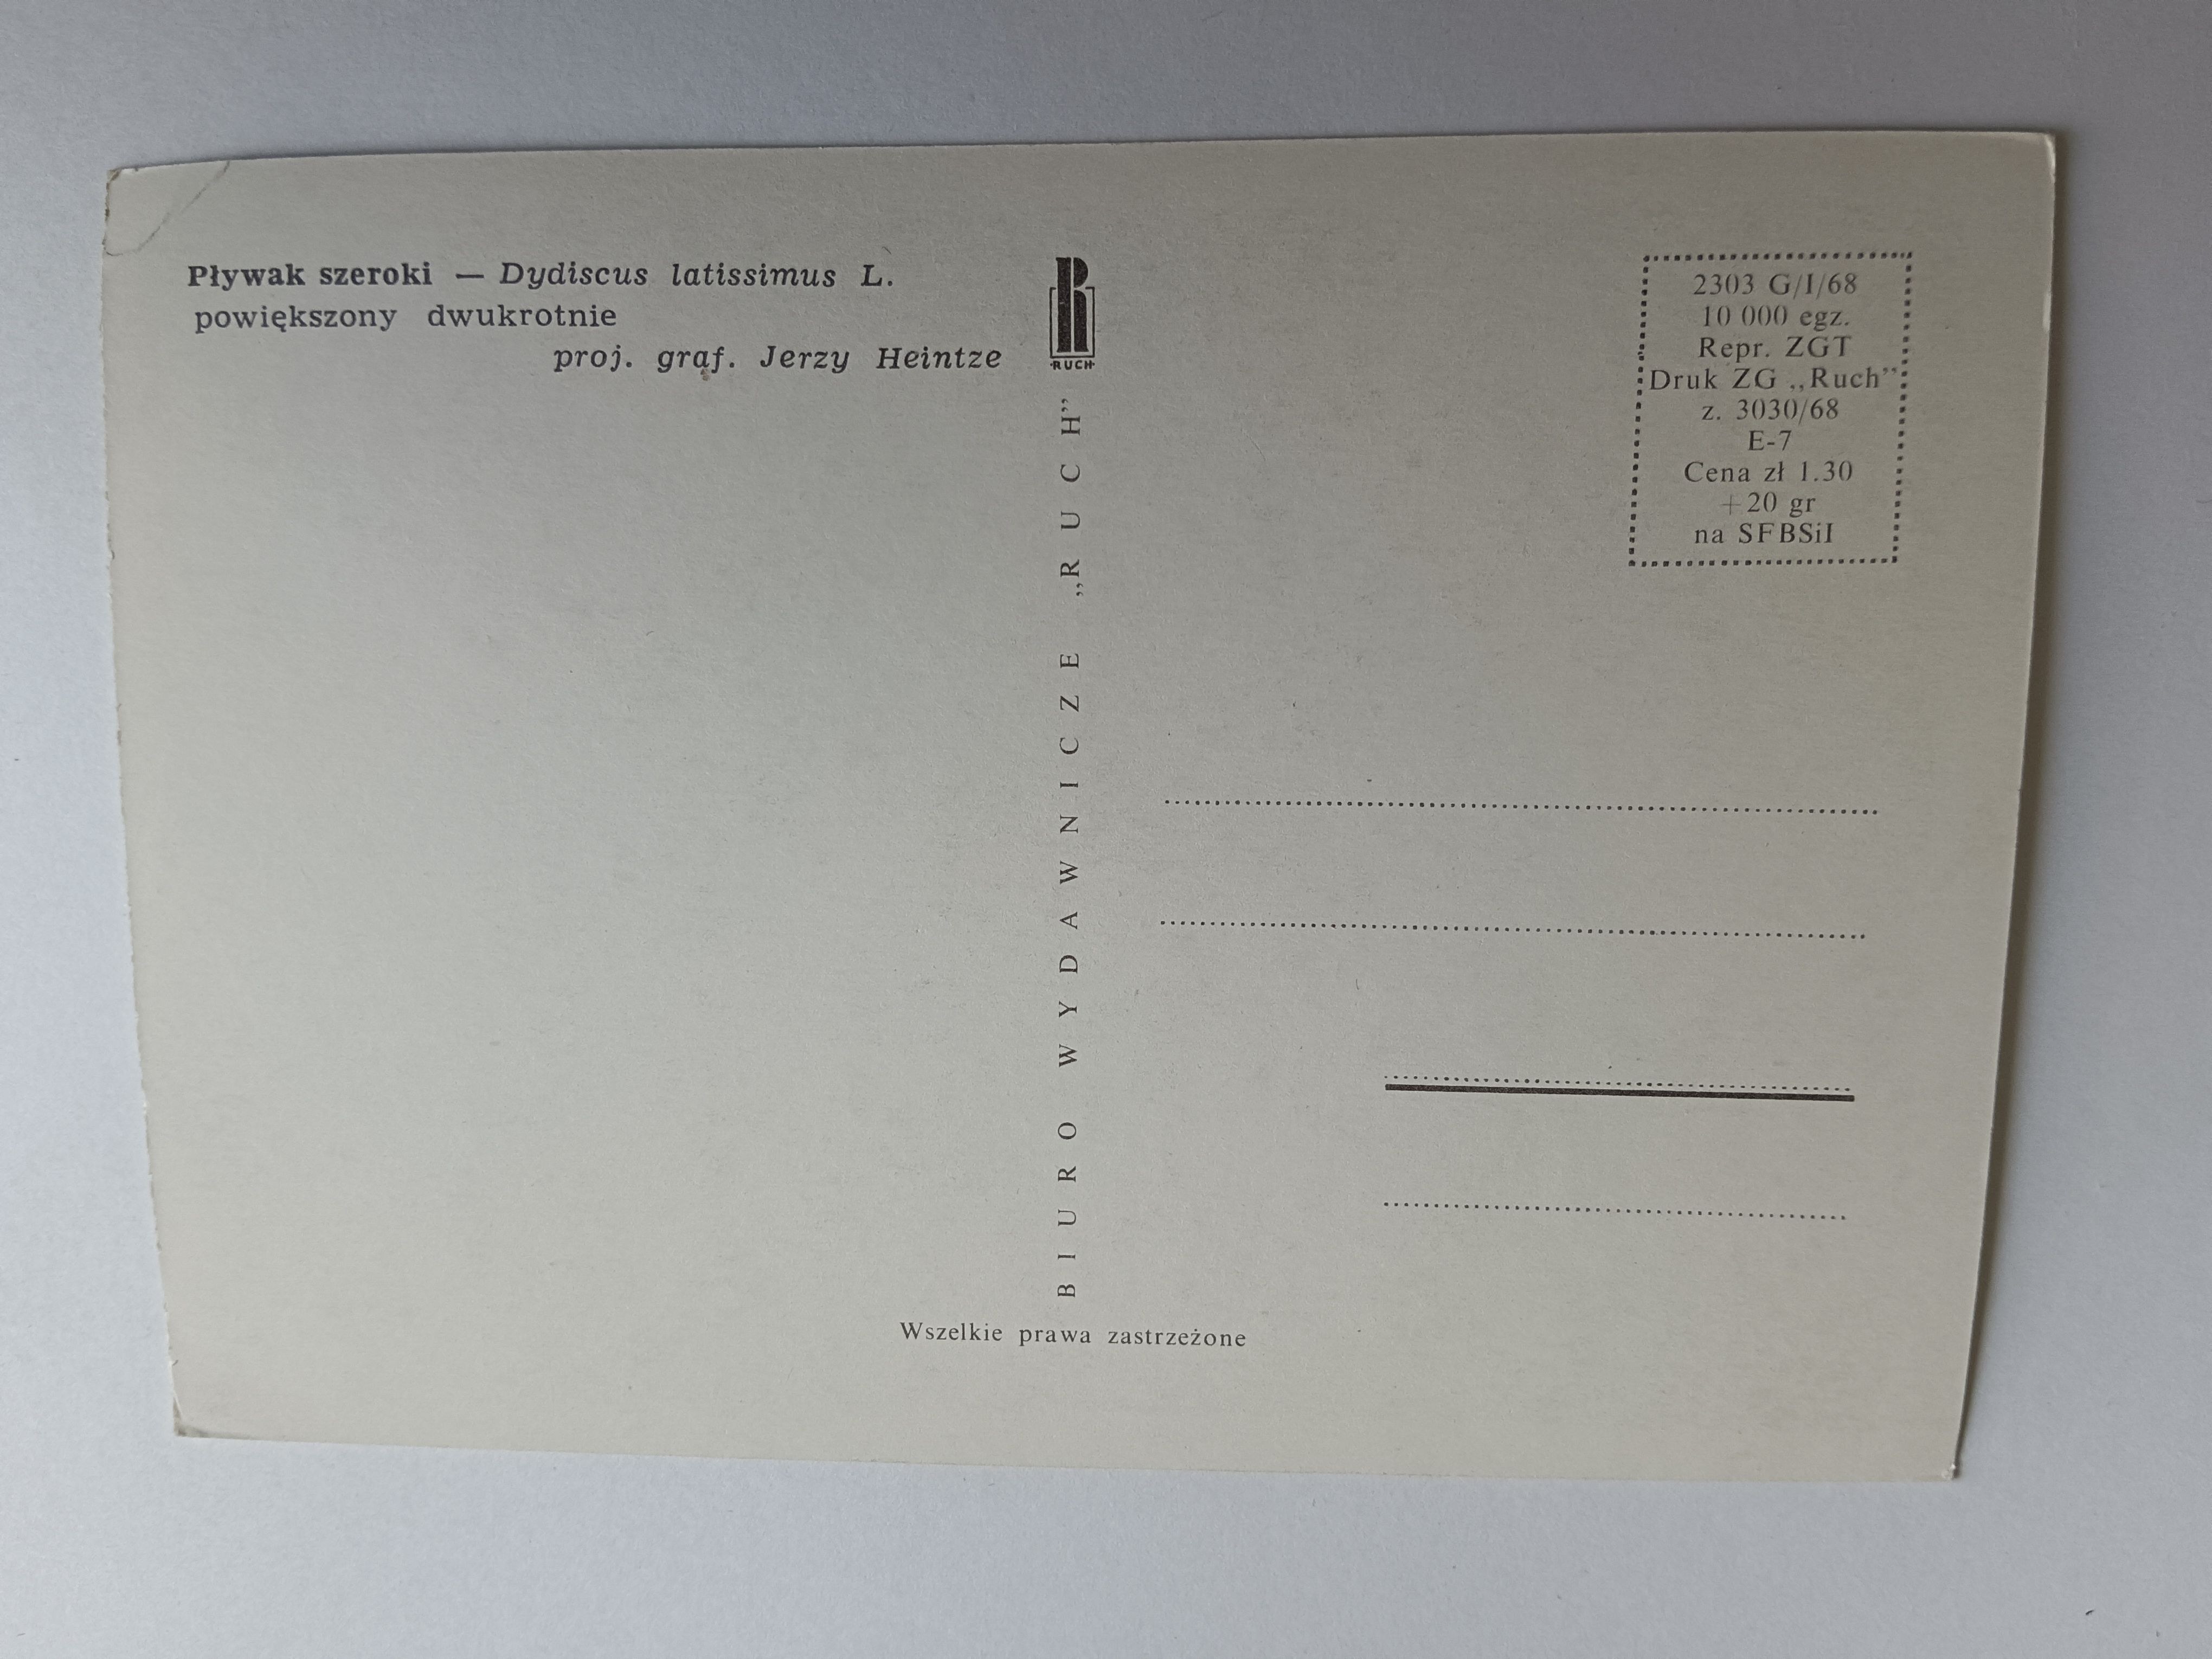 Pływak szeroki — Dydiscus latissimus L.
powiększony dwukrotnie
proj. graf. Jerzy Heintze
RUCH
BIURO WYDAWNICZE „RUCH”
2303 G/I/68
10 000 egz.
Repr. ZGT
Druk ZG „Ruch”
z. 3030/68
E-7
Cena zł 1.30
+20 gr
na SFBSiI
Wszelkie prawa zastrzeżone